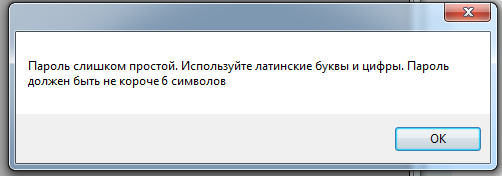 Пароль слишком простой. Используйте латинские буквы и цифры. Пароль
должен быть не короче 6 символов
OK